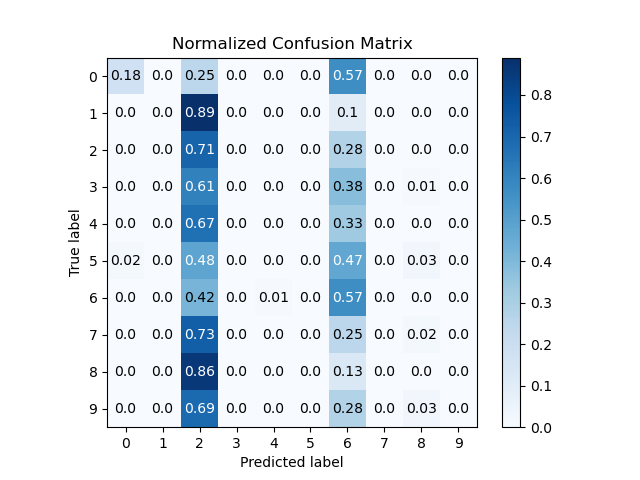 Normalized Confusion Matrix
0 0.18 0.0 0.25 0.0 0.0 0.0 0.57 0.0 0.0 0.0
1 0.0 0.0 0.89 0.0 0.0 0.0 0.1 0.0 0.0 0.0
2 0.0 0.0 0.71 0.0 0.0 0.0 0.28 0.0 0.0 0.0
3 0.0 0.0 0.61 0.0 0.0 0.0 0.38 0.0 0.01 0.0
4 0.0 0.0 0.67 0.0 0.0 0.0 0.33 0.0 0.0 0.0
5 0.02 0.0 0.48 0.0 0.0 0.0 0.47 0.0 0.03 0.0
6 0.0 0.0 0.42 0.0 0.01 0.0 0.57 0.0 0.0 0.0
7 0.0 0.0 0.73 0.0 0.0 0.0 0.25 0.0 0.02 0.0
8 0.0 0.0 0.86 0.0 0.0 0.0 0.13 0.0 0.0 0.0
9 0.0 0.0 0.69 0.0 0.0 0.0 0.28 0.0 0.03 0.0
0 1 2 3 4 5 6 7 8 9
True label
Predicted label
0.8
0.7
0.6
0.5
0.4
0.3
0.2
0.1
0.0